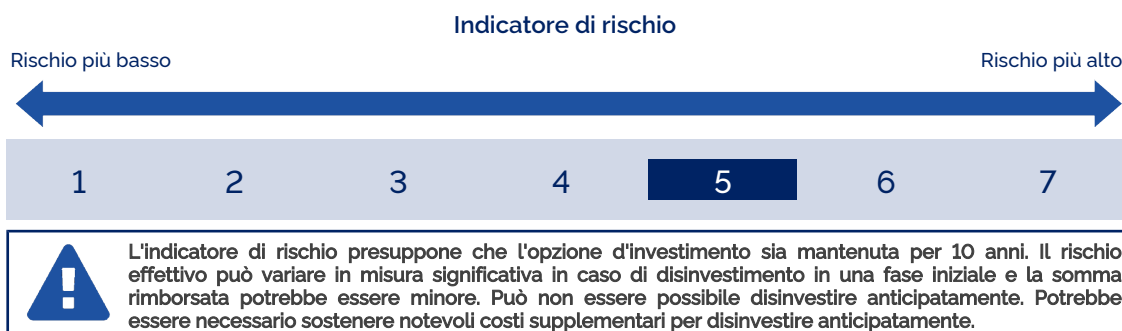 Indicatore di rischio
Rischio più basso
Rischio più alto
1 2 3 4 5 6 7
L'indicatore di rischio presuppone che l'opzione d'investimento sia mantenuta per 10 anni. Il rischio
effettivo può variare in misura significativa in caso di disinvestimento in una fase iniziale e la somma
rimborsata potrebbe essere minore. Può non essere possibile disinvestire anticipatamente. Potrebbe
essere necessario sostenere notevoli costi supplementari per disinvestire anticipatamente.